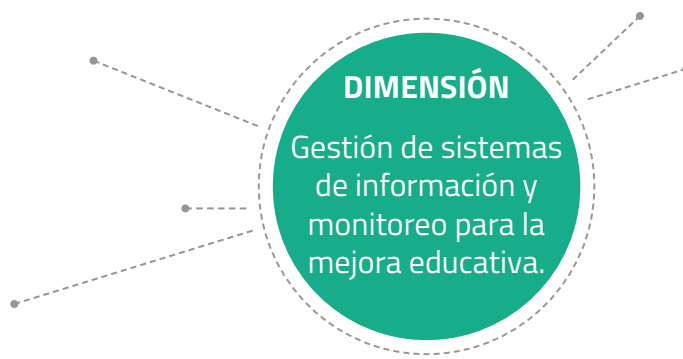 DIMENSIÓN
Gestión de sistemas
de información y
monitoreo para la
mejora educativa.